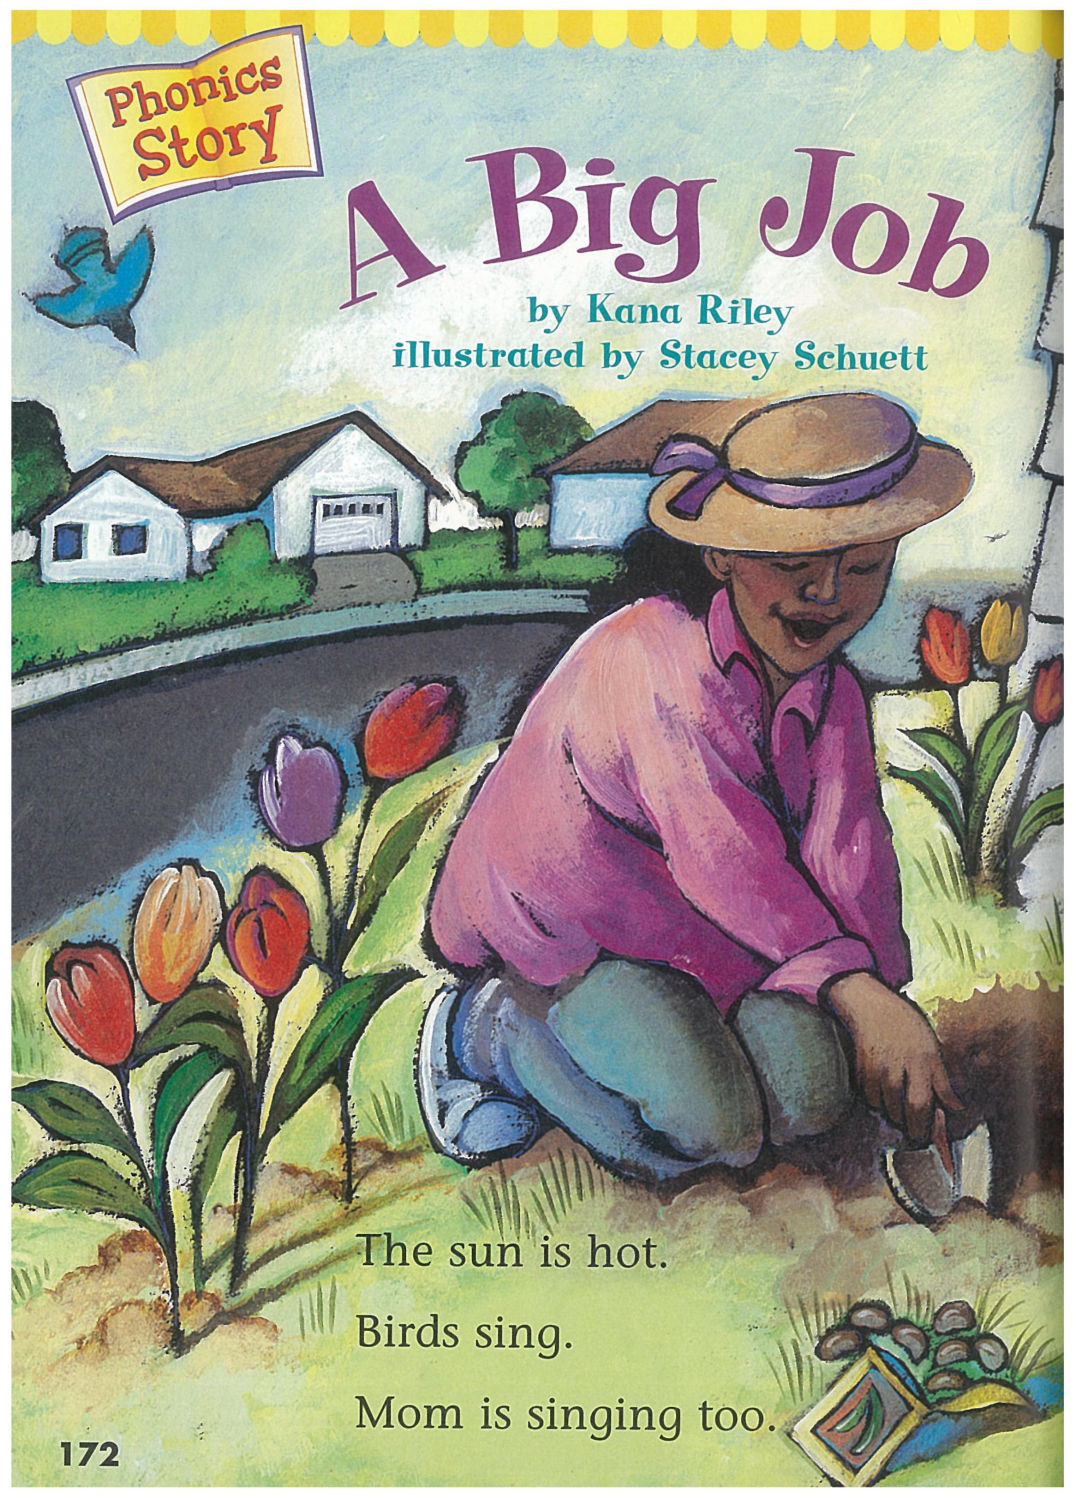 Phonics
Story
A Big Job
by Kana Riley
illustrated by Stacey Schuett
The sun is hot.
Birds sing.
Mom is singing too.
172